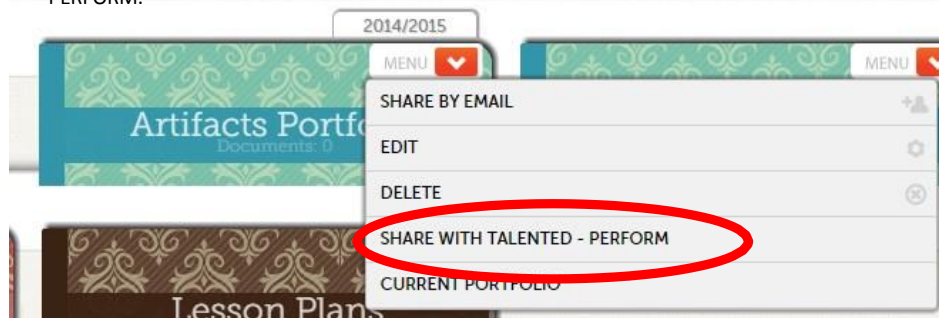 PERFORM.
2014/2015
MENU
MENU
Artifacts Portfo
Documents: 0
SHARE BY EMAIL
EDIT
DELETE
SHARE WITH TALENTED - PERFORM
CURRENT PORTFOLIO
Lesson Plans